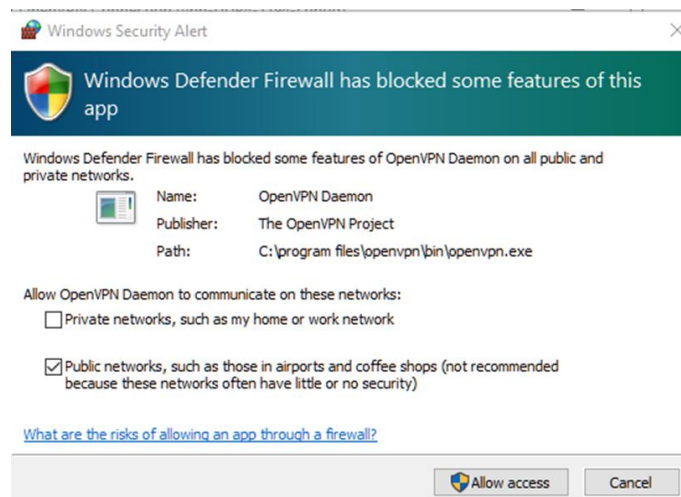 Windows Security Alert
Windows Defender Firewall has blocked some features of this
app
Windows Defender Firewall has blocked some features of OpenVPN Daemon on all public and
private networks.
Name: OpenVPN Daemon
Publisher: The OpenVPN Project
Path: C:\program files\openvpn\bin\openvpn.exe
Allow OpenVPN Daemon to communicate on these networks:
Private networks, such as my home or work network
Public networks, such as those in airports and coffee shops (not recommended
because these networks often have little or no security)
What are the risks of allowing an app through a firewall?
Allow access Cancel